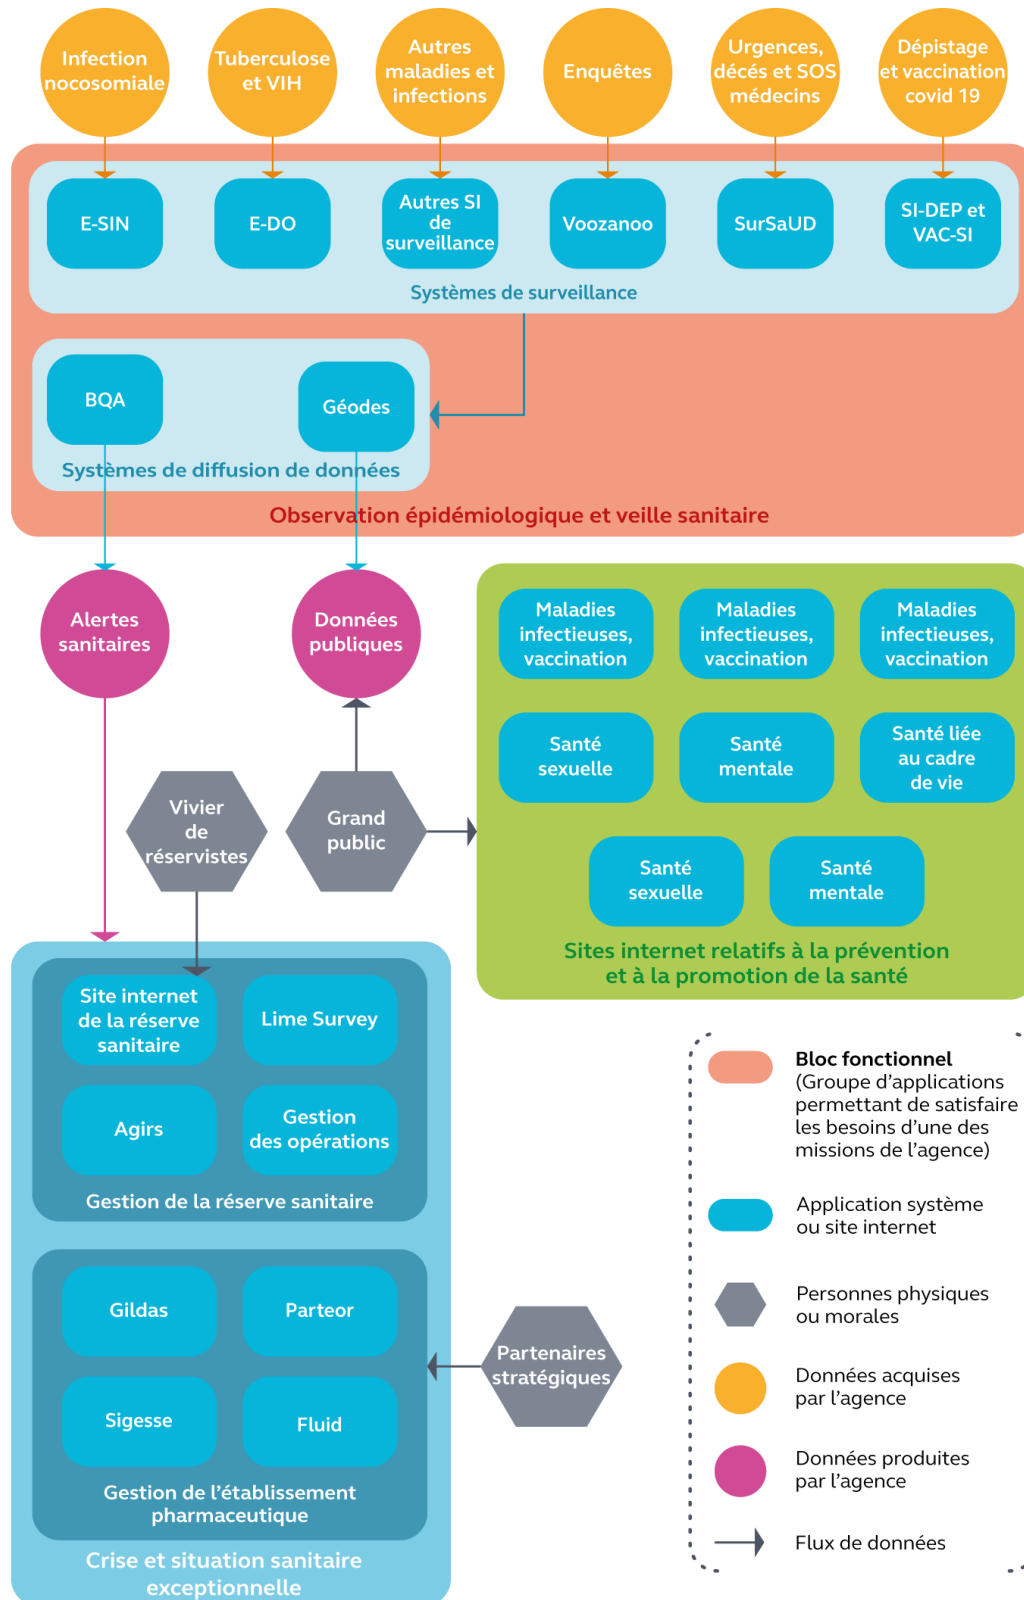 Infection
nocosomiale
Tuberculose
et VIH
Autres
maladies et
infections
Enquêtes
Urgences,
décés et SOS
médecins
Dépistage
et vaccination
covid 19
E-SIN
E-DO
Autres SI
de
surveillance
Voozanoo
SurSaUD
SI-DEP et
VAC-SI
Systèmes de surveillance
BQA
Géodes
Systèmes de diffusion de données
Observation épidémiologique et veille sanitaire
Alertes
sanitaires
Données
publiques
Maladies
infectieuses,
vaccination
Maladies
infectieuses,
vaccination
Maladies
infectieuses,
vaccination
Santé
sexuelle
Santé
mentale
Santé liée
au cadre
de vie
Santé
sexuelle
Santé
mentale
Sites internet relatifs à la prévention
et à la promotion de la santé
Vivier
de
réservistes
Grand
public
Site internet
de la réserve
sanitaire
Lime Survey
Agirs
Gestion
des opérations
Gestion de la réserve sanitaire
Gildas
Parteor
Sigesse
Fluid
Gestion de l'établissement
pharmaceutique
Crise et situation sanitaire
exceptionnelle
Partenaires
stratégiques
Bloc fonctionnel
(Groupe d'applications
permettant de satisfaire
les besoins d'une des
missions de l'agence)
Application système
ou site internet
Personnes physiques
ou morales
Données acquises
par l'agence
Données produites
par l'agence
Flux de données